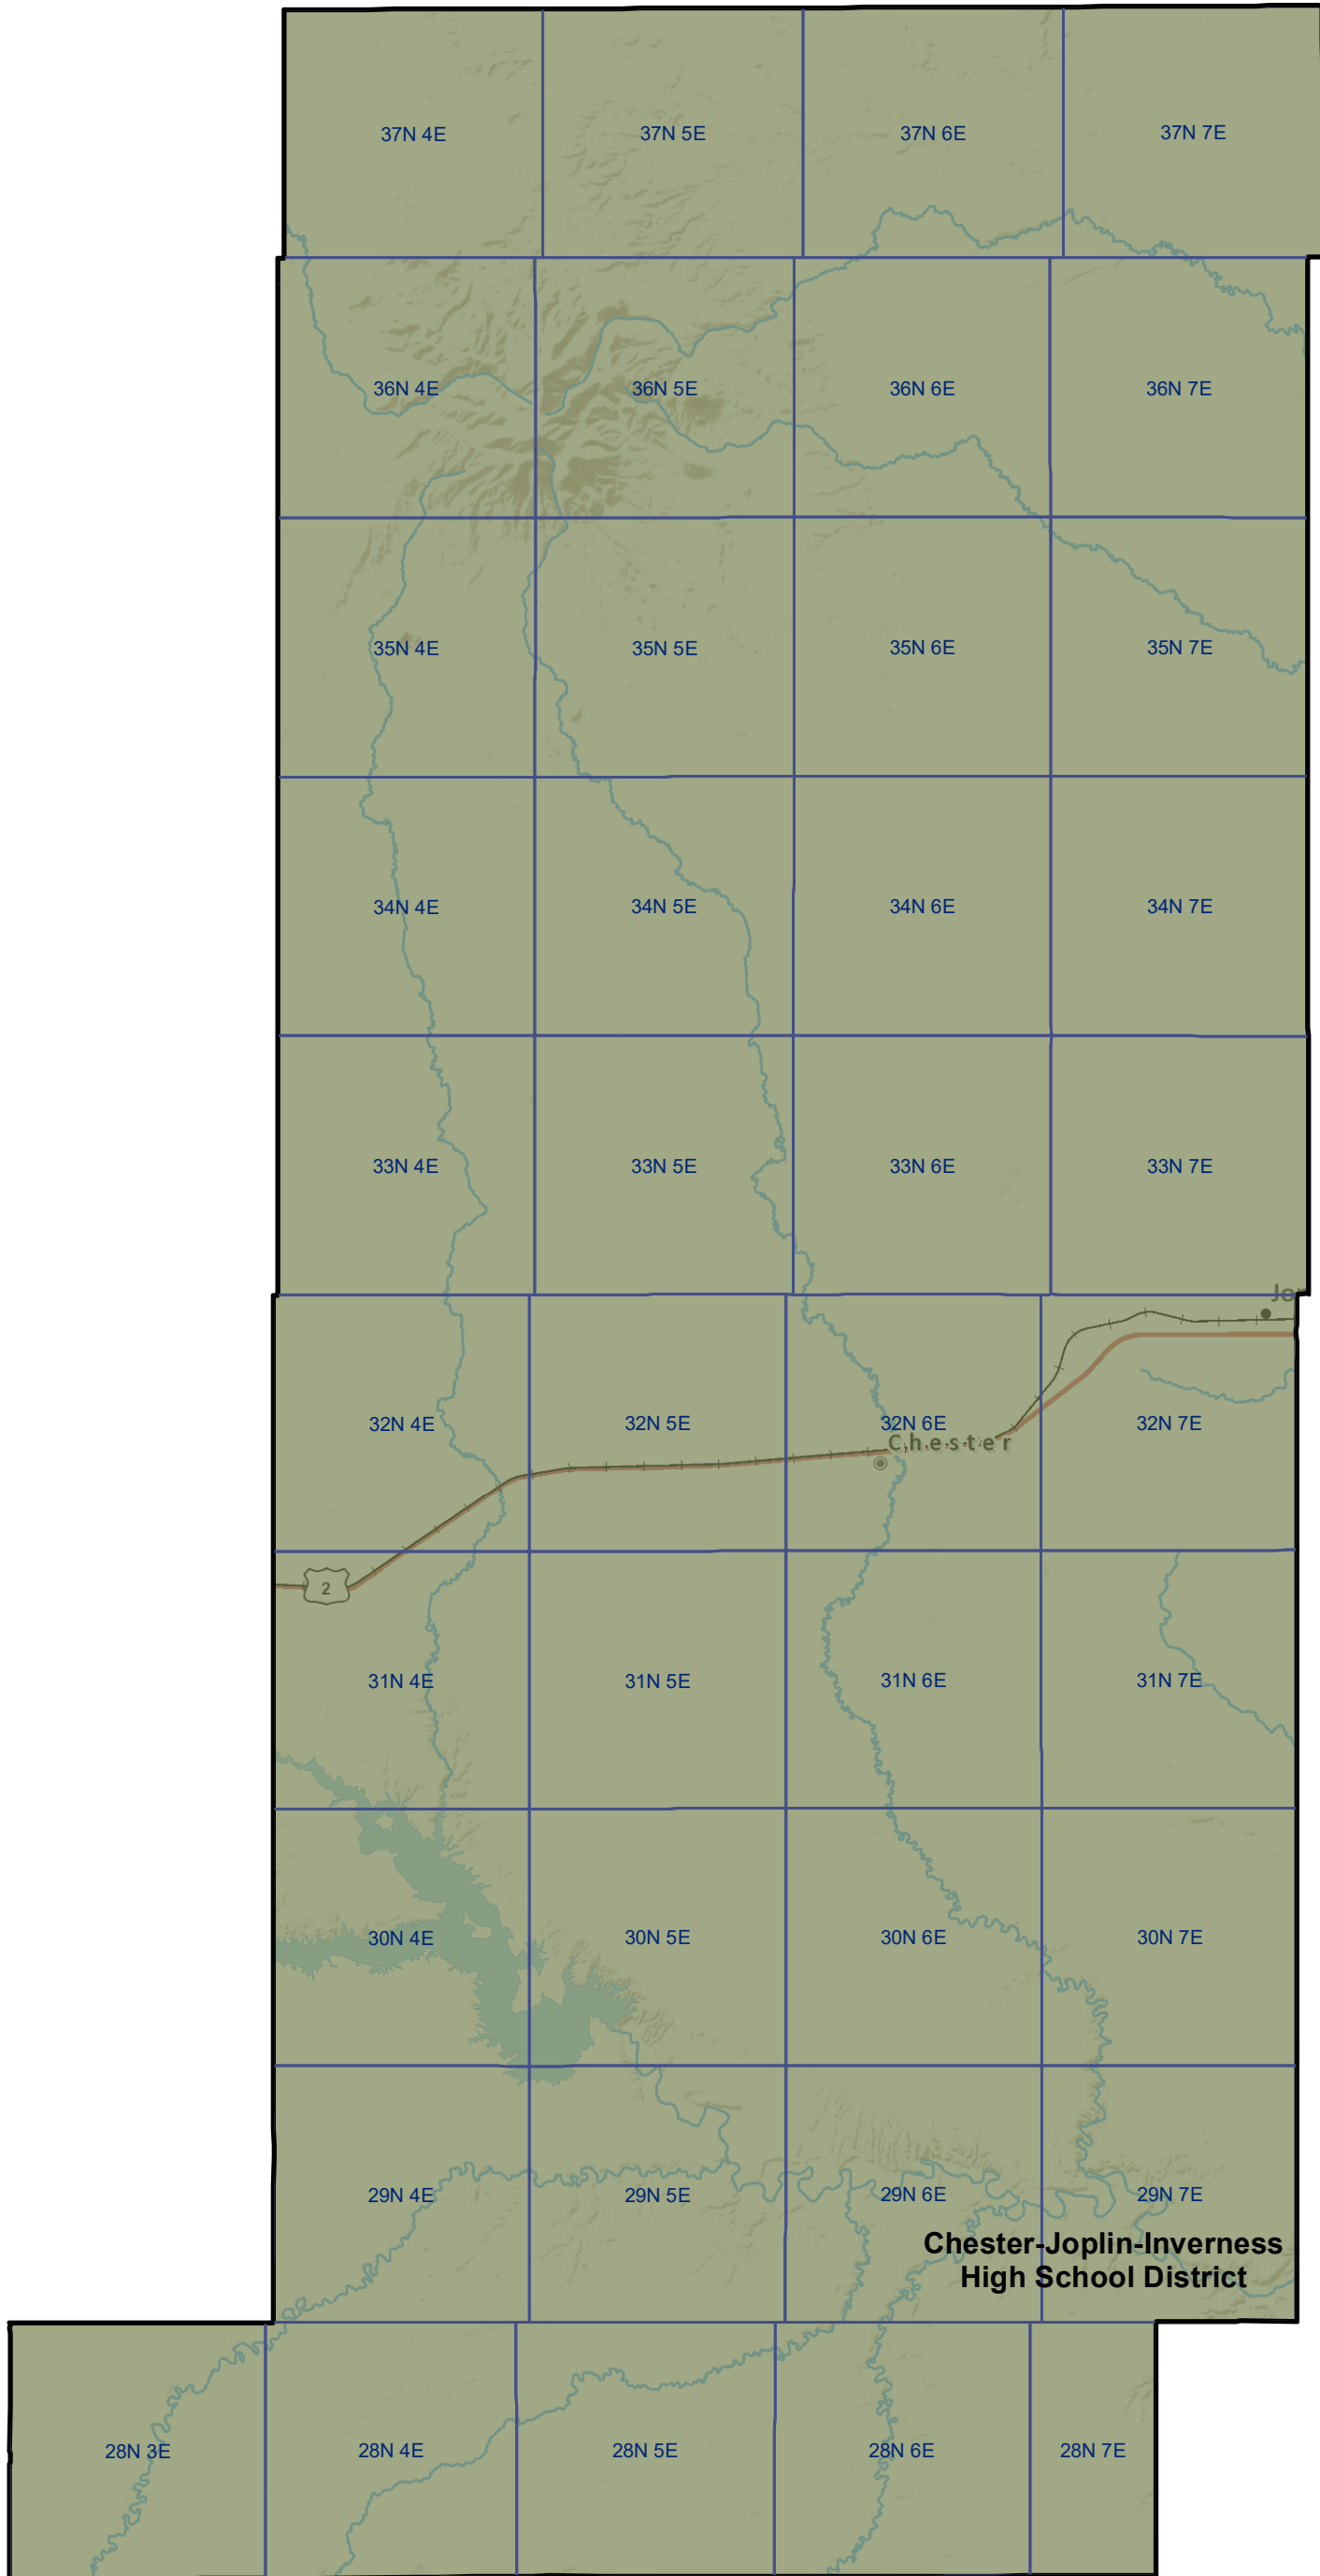 37N 4E
37N 5E
37N 6E
37N 7E
36N 4E
36N 5E
36N 6E
36N 7E
35N 4E
35N 5E
35N 6E
35N 7E
34N 4E
34N 5E
34N 6E
34N 7E
33N 4E
33N 5E
33N 6E
33N 7E
Jo
32N 4E
32N 5E
32N 6E
32N 7E
Chester
2
31N 4E
31N 5E
31N 6E
31N 7E
30N 4E
30N 5E
30N 6E
30N 7E
29N 4E
29N 5E
29N 6E
29N 7E
Chester-Joplin-Inverness
High School District
28N 3E
28N 4E
28N 5E
28N 6E
28N 7E